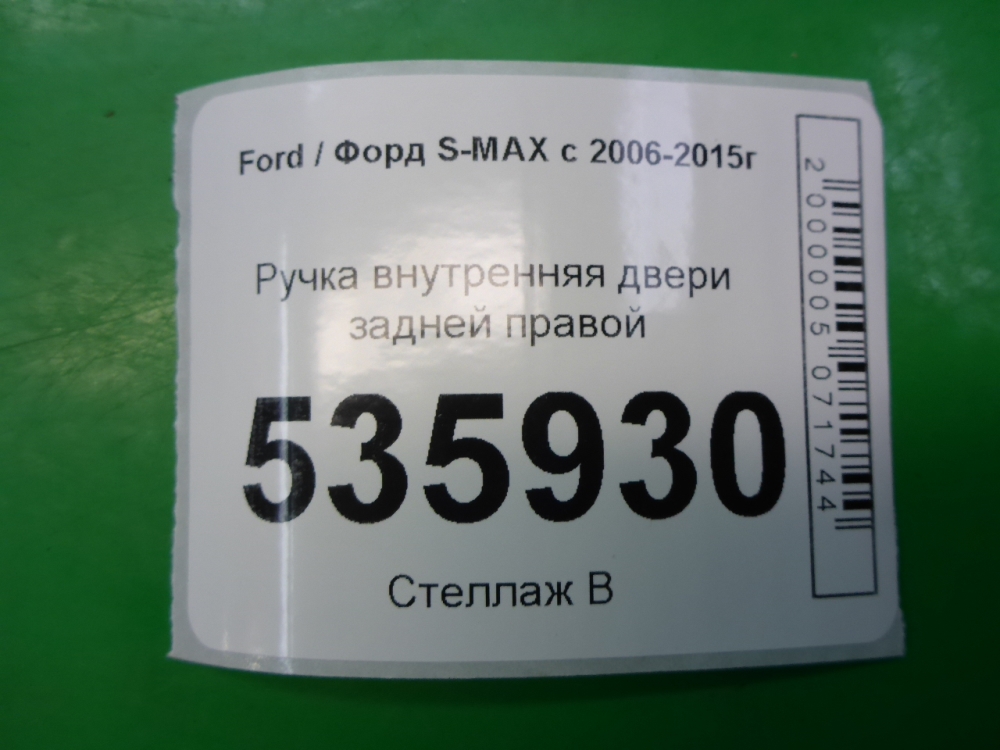 Ford / Форд S-MAX с 2006-2015г
Ручка внутренняя двери
задней правой
535930
Стеллаж В
2000005071744